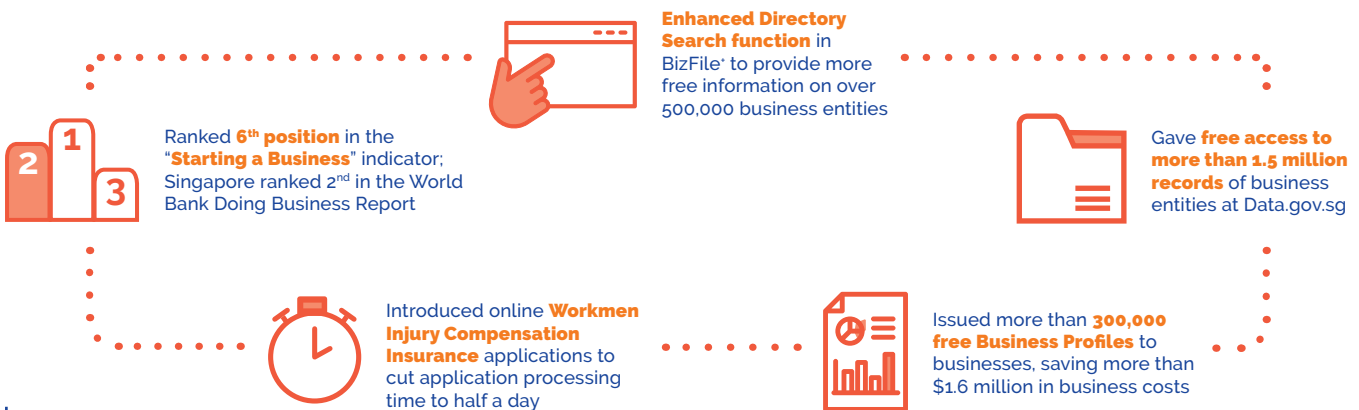 Enhanced Directory
Search function in
BizFile⁺ to provide more
free information on over
500,000 business entities
1
2
3
Ranked 6th position in the
“Starting a Business” indicator;
Singapore ranked 2nd in the World
Bank Doing Business Report
Gave free access to
more than 1.5 million
records of business
entities at Data.gov.sg
Introduced online Workmen
Injury Compensation
Insurance applications to
cut application processing
time to half a day
Issued more than 300,000
free Business Profiles to
businesses, saving more than
$1.6 million in business costs